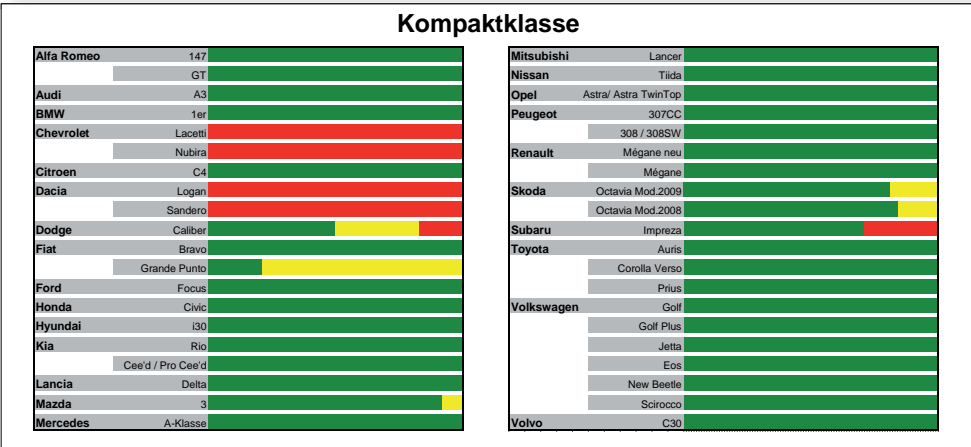 Kompaktklasse
Alfa Romeo 147
GT
Audi A3
BMW 1er
Chevrolet Lacetti
Nubira
Citroen C4
Dacia Logan
Sandero
Dodge Caliber
Fiat Bravo
Grande Punto
Ford Focus
Honda Civic
Hyundai i30
Kia Rio
Cee'd / Pro Cee'd
Lancia Delta
Mazda 3
Mercedes A-Klasse
Mitsubishi Lancer
Nissan Tiida
Opel Astra/ Astra TwinTop
Peugeot 307CC
308 / 308SW
Renault Mégane neu
Mégane
Skoda Octavia Mod.2009
Octavia Mod.2008
Subaru Impreza
Toyota Auris
Corolla Verso
Prius
Volkswagen Golf
Golf Plus
Jetta
Eos
New Beetle
Scirocco
Volvo C30